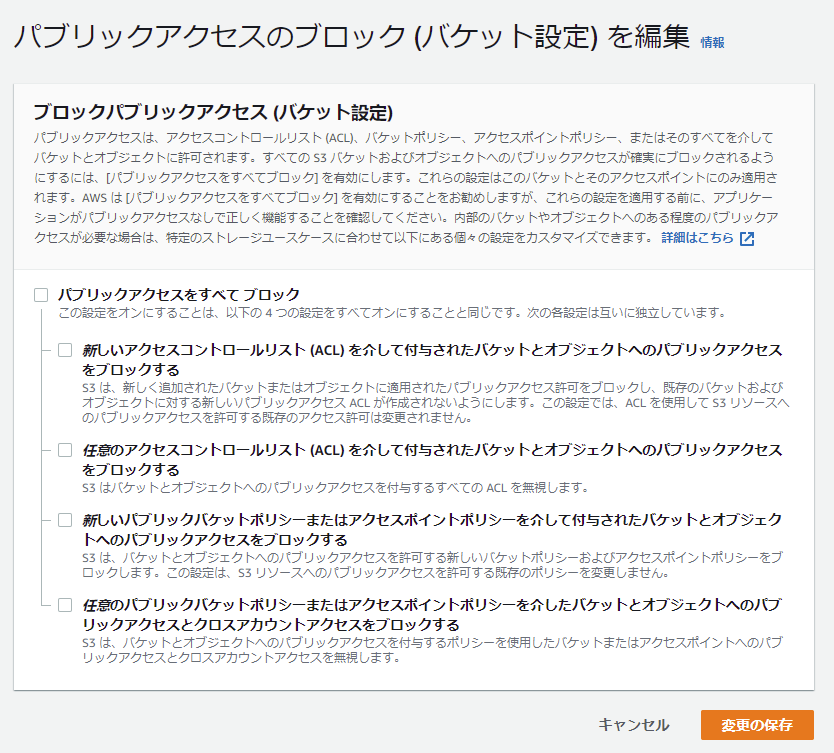 パブリックアクセスのブロック (バケット設定) を編集 情報
ブロックパブリックアクセス (バケット設定)
パブリックアクセスは、アクセスコントロールリスト (ACL)、バケットポリシー、アクセスポイントポリシー、またはそのすべてを介して
バケットとオブジェクトに許可されます。すべての S3 バケットおよびオブジェクトへのパブリックアクセスが確実にブロックされるよう
にするには、[パブリックアクセスをすべてブロック] を有効にします。これらの設定はこのバケットとそのアクセスポイントにのみ適用さ
れます。AWS は [パブリックアクセスをすべてブロック] を有効にすることをお勧めしますが、これらの設定を適用する前に、アプリケー
ションがパブリックアクセスなしで正しく機能することを確認してください。内部のバケットやオブジェクトへのある程度のパブリックア
クセスが必要な場合は、特定のストレージユースケースに合わせて以下にある個々の設定をカスタマイズできます。 詳細はこちら
パブリックアクセスをすべて ブロック
この設定をオンにすることは、以下の 4 つの設定をすべてオンにすることと同じです。次の各設定は互いに独立しています。
新しいアクセスコントロールリスト (ACL) を介して付与されたバケットとオブジェクトへのパブリックアクセス
をブロックする
S3 は、新しく追加されたバケットまたはオブジェクトに適用されたパブリックアクセス許可をブロックし、既存のバケットおよび
オブジェクトに対する新しいパブリックアクセス ACL が作成されないようにします。この設定では、ACL を使用して S3 リソースへ
のパブリックアクセスを許可する既存のアクセス許可は変更されません。
任意のアクセスコントロールリスト (ACL) を介して付与されたバケットとオブジェクトへのパブリックアクセス
をブロックする
S3 はバケットとオブジェクトへのパブリックアクセスを付与するすべての ACL を無視します。
新しいパブリックバケットポリシーまたはアクセスポイントポリシーを介して付与されたバケットとオブジェク
トへのパブリックアクセスをブロックする
S3 は、バケットとオブジェクトへのパブリックアクセスを許可する新しいバケットポリシーおよびアクセスポイントポリシーをブ
ロックします。この設定は、S3 リソースへのパブリックアクセスを許可する既存のポリシーを変更しません。
任意のパブリックバケットポリシーまたはアクセスポイントポリシーを介したバケットとオブジェクトへのパブ
リックアクセスとクロスアカウントアクセスをブロックする
S3 は、バケットとオブジェクトへのパブリックアクセスを付与するポリシーを使用したバケットまたはアクセスポイントへのパブ
リックアクセスとクロスアカウントアクセスを無視します。
キャンセル
変更の保存